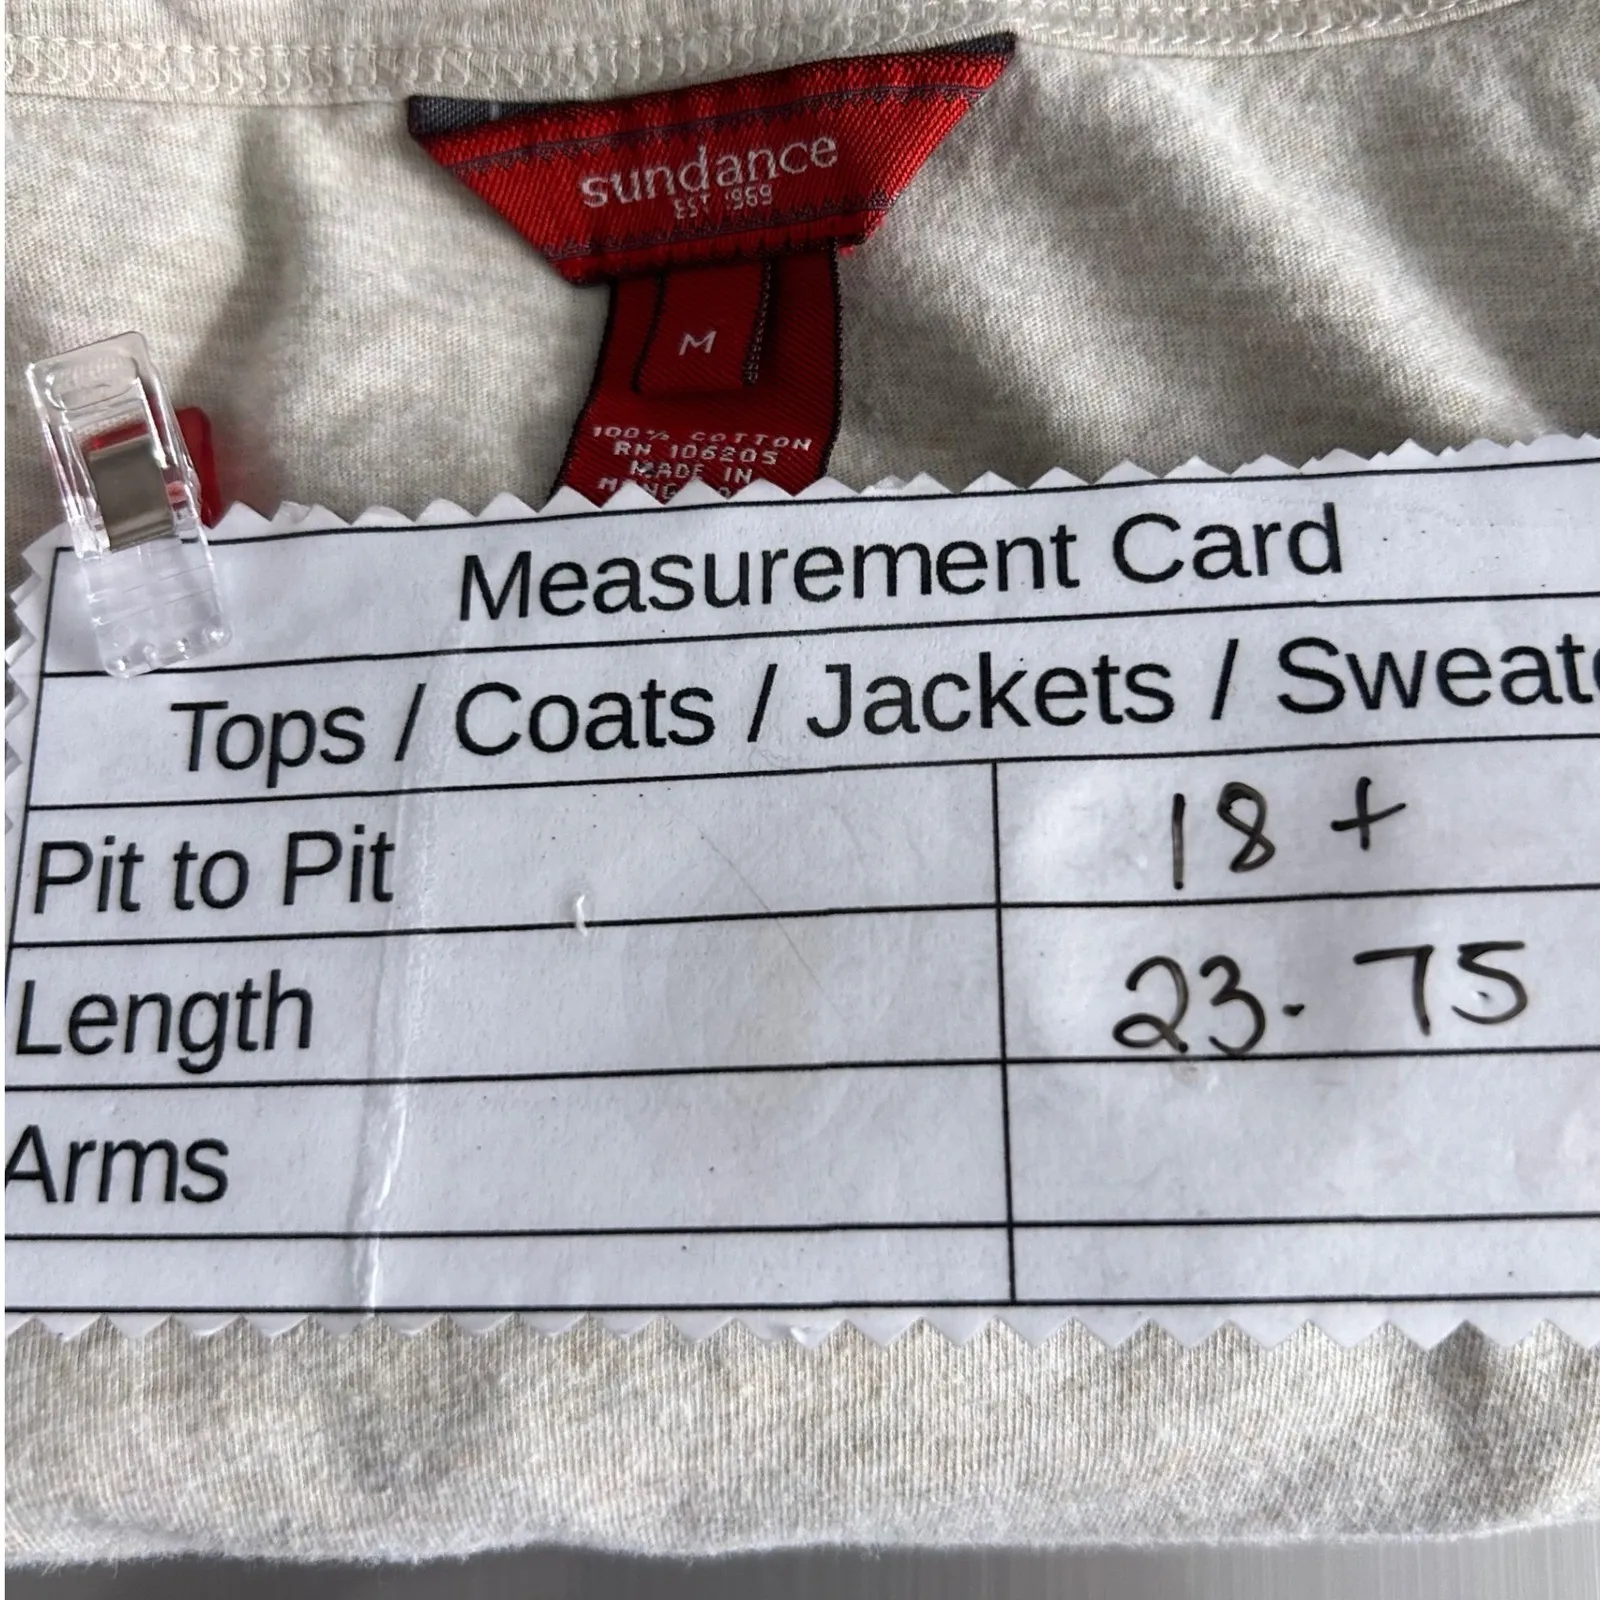 sundance
EST 1969
M
100% COTTON
RN 106205
MADE IN
Measurement Card
Tops / Coats / Jackets / Sweate
Pit to Pit 18 +
Length 23.75
Arms